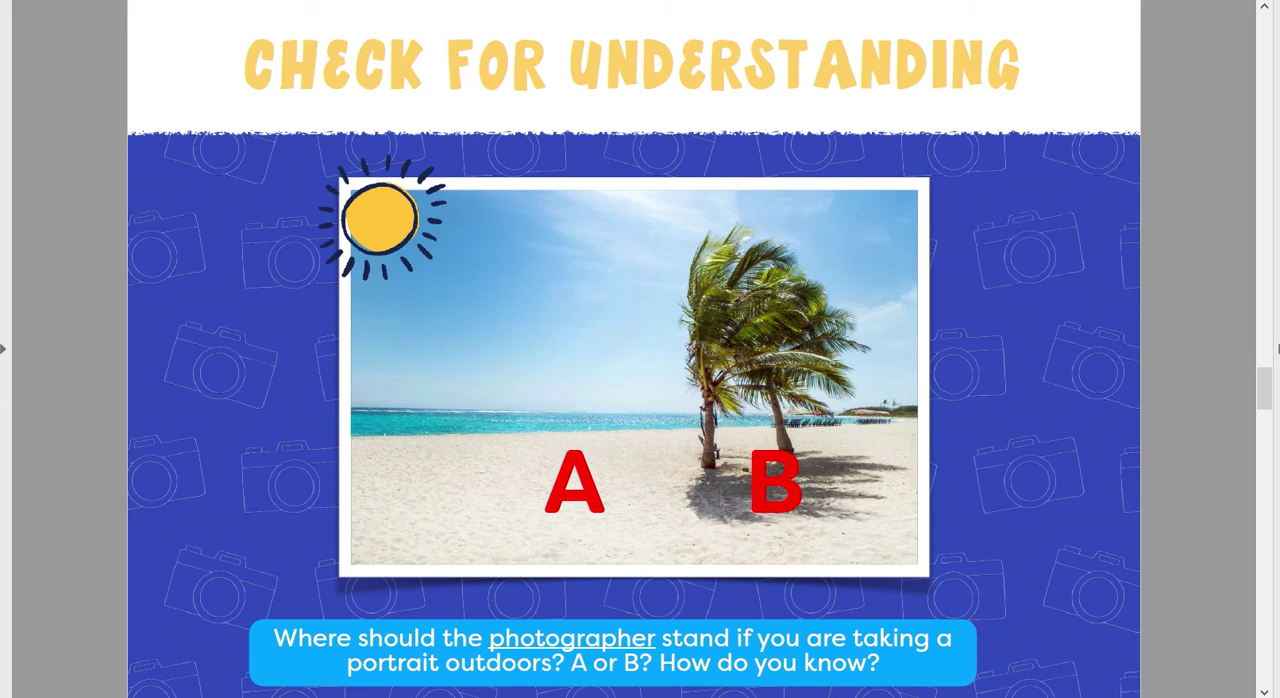 CHECK FOR UNDERSTANDING
A
B
Where should the photographer stand if you are taking a
portrait outdoors? A or B? How do you know?